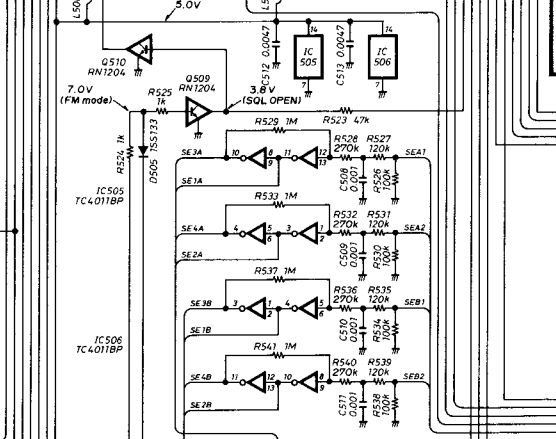 L50
5.0V
L5
Q510
RN1204
C512 0.0047
14
IC
505
7
C513 0.0047
14
IC
506
7
7.0V
(FM mode)
R525
1k
Q509
RN1204
3.8V
(SQL OPEN)
R523 47k
R524 1k
D505 1SS133
R529 1M
R528
270k
R527
120k
SE3A
10
8
9
11
12
13
C508
0.001
R526
100k
SEA1
SE1A
IC505
TC4011BP
R533 1M
R532
270k
R531
120k
SE4A
4
5
6
3
1
2
C509
0.001
R530
100k
SEA2
SE2A
R537 1M
R536
270k
R535
120k
SE3B
3
1
2
4
5
6
C510
0.001
R534
100k
SEB1
SE1B
IC506
TC4011BP
R541 1M
R540
270k
R539
120k
SE4B
11
12
13
10
8
9
C511
0.001
R538
100k
SEB2
SE2B